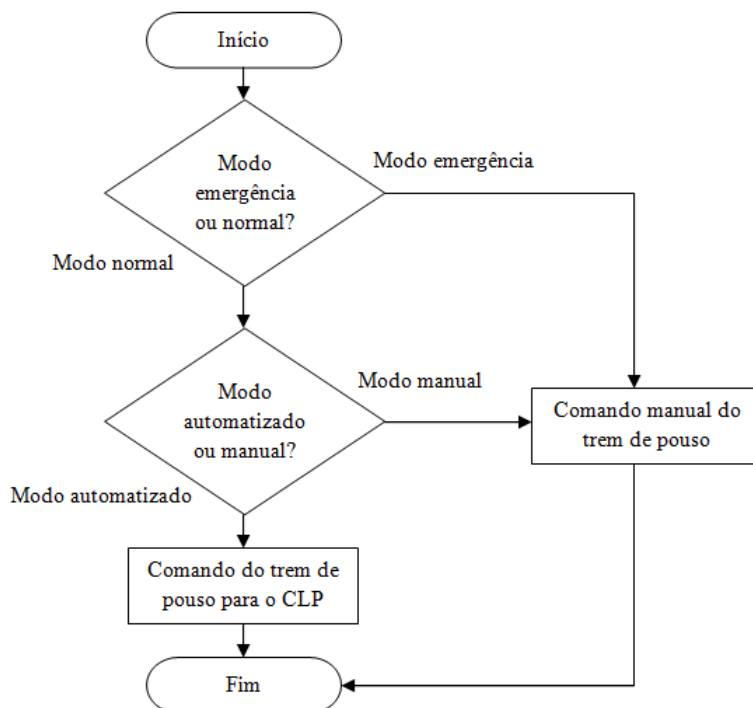 Início
Modo
emergência
ou normal?
Modo emergência
Modo normal
Modo
automatizado
ou manual?
Modo manual
Comando manual do
trem de pouso
Modo automatizado
Comando do trem de
pouso para o CLP
Fim